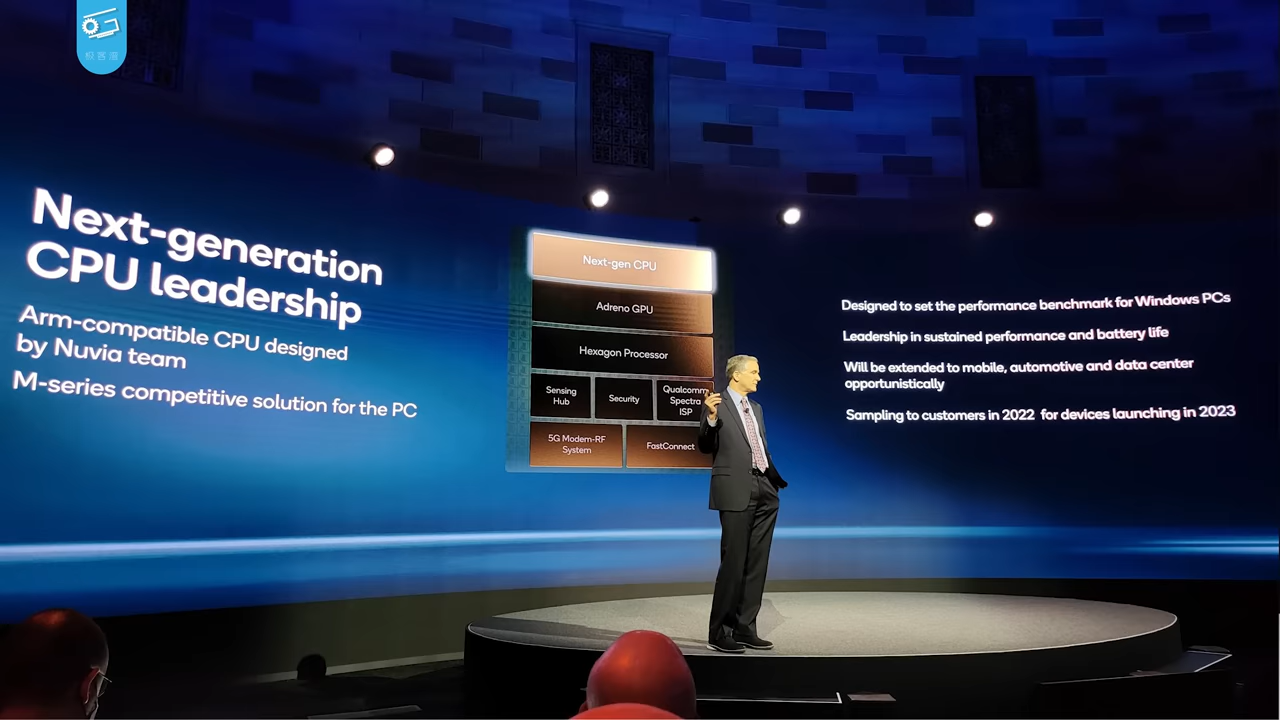 极客湾
Next-generation
CPU leadership
Arm-compatible CPU designed
by Nuvia team
M-series competitive solution for the PC
Next-gen CPU
Adreno GPU
Hexagon Processor
Sensing
Hub
Security
Qualcomm
Spectra
ISP
5G Modem-RF
System
FastConnect
Designed to set the performance benchmark for Windows PCs
Leadership in sustained performance and battery life
Will be extended to mobile, automotive and data center
opportunistically
Sampling to customers in 2022 for devices launching in 2023